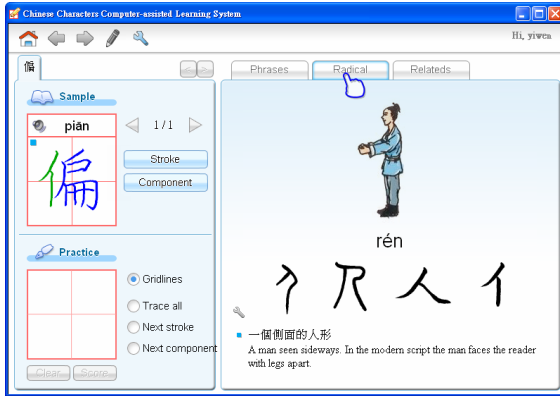 Chinese Characters Computer-assisted Learning System
Hi, yiwen
偏
Phrases
Radical
Relateds
Sample
piān
1/1
Stroke
Component
偏
Practice
Gridlines
Trace all
Next stroke
Next component
Clear
Score
rén
人 亻
一個側面的人形
A man seen sideways. In the modern script the man faces the reader
with legs apart.